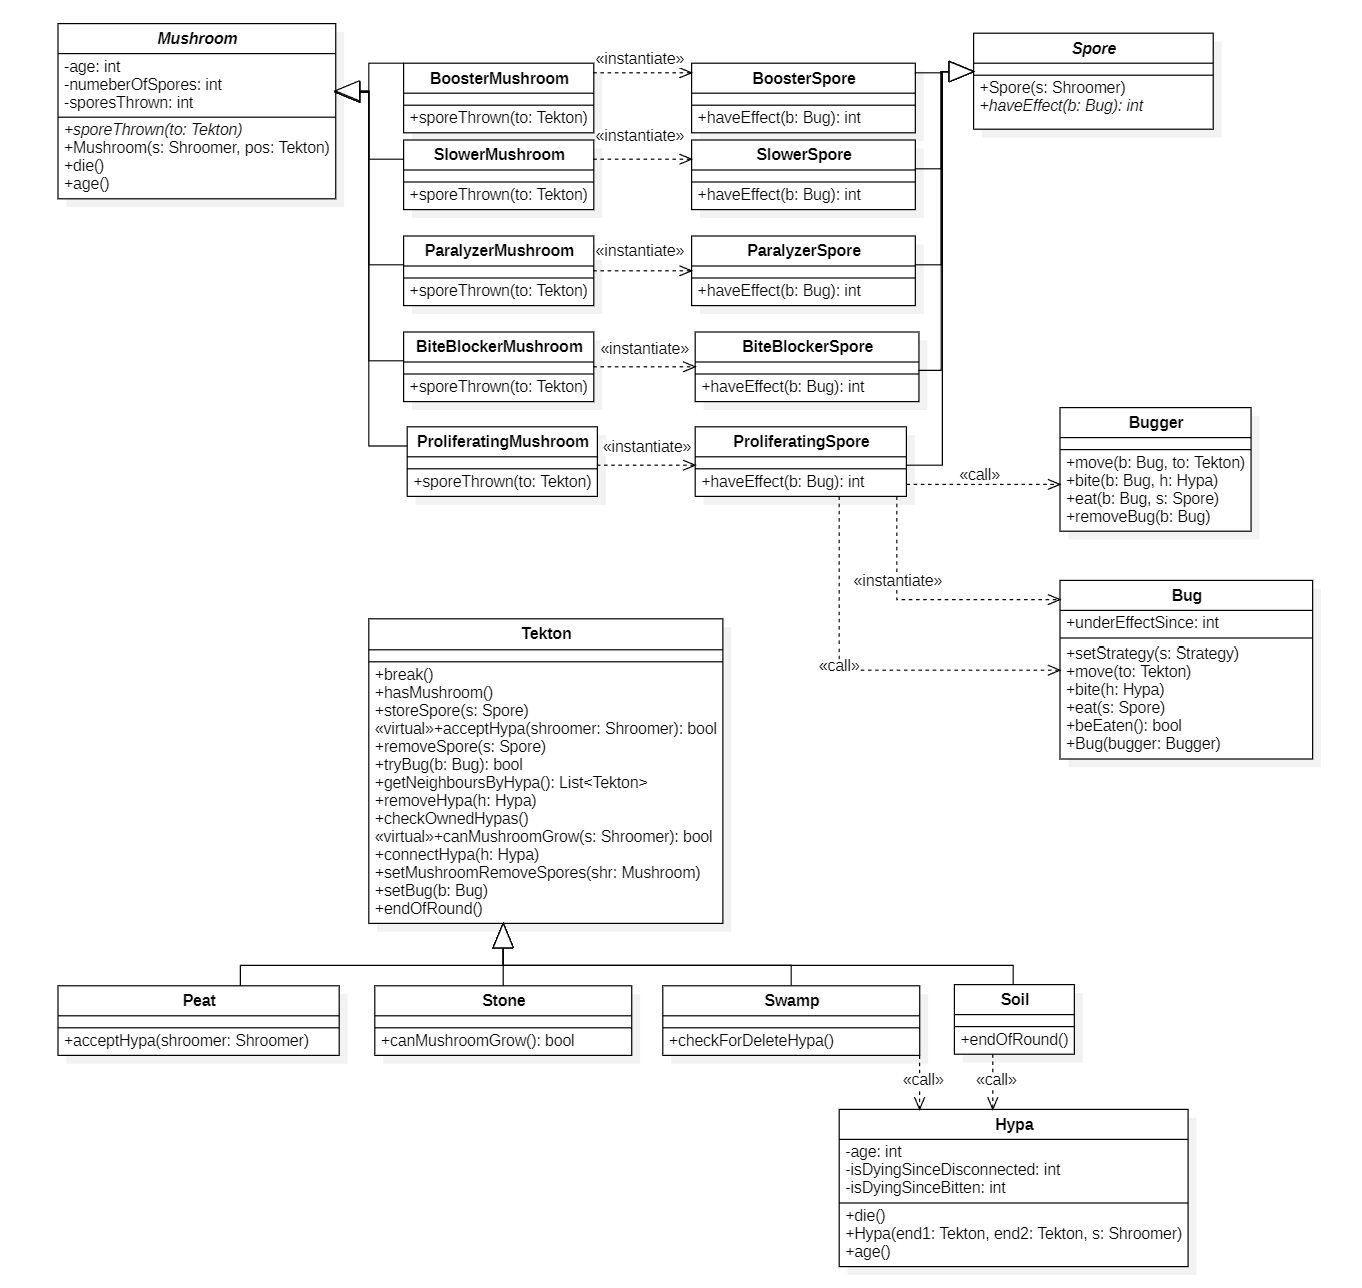 Mushroom
-age: int
-numeberOfSpores: int
-sporesThrown: int
+sporeThrown(to: Tekton)
+Mushroom(s: Shroomer, pos: Tekton)
+die()
+age()
BoosterMushroom
+sporeThrown(to: Tekton)
«instantiate»
BoosterSpore
+haveEffect(b: Bug): int
Spore
+Spore(s: Shroomer)
+haveEffect(b: Bug): int
SlowerMushroom
+sporeThrown(to: Tekton)
«instantiate»
SlowerSpore
+haveEffect(b: Bug): int
ParalyzerMushroom
+sporeThrown(to: Tekton)
«instantiate»
ParalyzerSpore
+haveEffect(b: Bug): int
BiteBlockerMushroom
+sporeThrown(to: Tekton)
«instantiate»
BiteBlockerSpore
+haveEffect(b: Bug): int
ProliferatingMushroom
+sporeThrown(to: Tekton)
«instantiate»
ProliferatingSpore
+haveEffect(b: Bug): int
«call»
Bugger
+move(b: Bug, to: Tekton)
+bite(b: Bug, h: Hypa)
+eat(b: Bug, s: Spore)
+removeBug(b: Bug)
«instantiate»
«call»
Bug
+underEffectSince: int
+setStrategy(s: Strategy)
+move(to: Tekton)
+bite(h: Hypa)
+eat(s: Spore)
+beEaten(): bool
+Bug(bugger: Bugger)
Tekton
+break()
+hasMushroom()
+storeSpore(s: Spore)
«virtual»+acceptHypa(shroomer: Shroomer): bool
+removeSpore(s: Spore)
+tryBug(b: Bug): bool
+getNeighboursByHypa(): List<Tekton>
+removeHypa(h: Hypa)
+checkOwnedHypas()
«virtual»+canMushroomGrow(s: Shroomer): bool
+connectHypa(h: Hypa)
+setMushroomRemoveSpores(shr: Mushroom)
+setBug(b: Bug)
+endOfRound()
Peat
+acceptHypa(shroomer: Shroomer)
Stone
+canMushroomGrow(): bool
Swamp
+checkForDeleteHypa()
Soil
+endOfRound()
«call»
«call»
Hypa
-age: int
-isDyingSinceDisconnected: int
-isDyingSinceBitten: int
+die()
+Hypa(end1: Tekton, end2: Tekton, s: Shroomer)
+age()